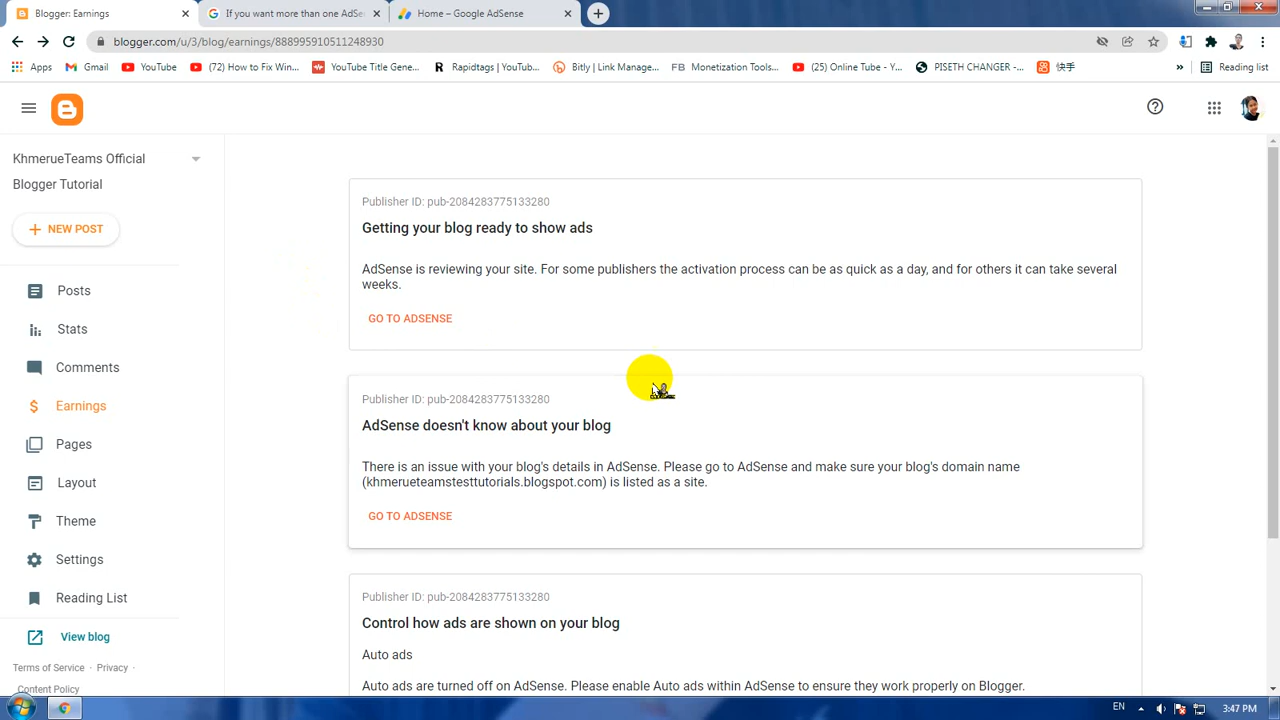 Blogger: Earnings
If you want more than one AdSe
Home – Google AdSense
blogger.com/u/3/blog/earnings/888995910511248930
Apps
Gmail
YouTube
(72) How to Fix Win...
YouTube Title Gene...
Rapidtags | YouTub...
Bitly | Link Manage...
FB Monetization Tools...
(25) Online Tube - Y...
PISETH CHANGER -...
快手
»
Reading list
KhmerueTeams Official
Blogger Tutorial
+ NEW POST
Posts
Stats
Comments
Earnings
Pages
Layout
Theme
Settings
Reading List
View blog
Terms of Service · Privacy ·
Content Policy
Publisher ID: pub-2084283775133280
Getting your blog ready to show ads
AdSense is reviewing your site. For some publishers the activation process can be as quick as a day, and for others it can take several
weeks.
GO TO ADSENSE
Publisher ID: pub-2084283775133280
AdSense doesn't know about your blog
There is an issue with your blog's details in AdSense. Please go to AdSense and make sure your blog's domain name
(khmerueteamstesttutorials.blogspot.com) is listed as a site.
GO TO ADSENSE
Publisher ID: pub-2084283775133280
Control how ads are shown on your blog
Auto ads
Auto ads are turned off on AdSense. Please enable Auto ads within AdSense to ensure they work properly on Blogger.
EN
3:47 PM